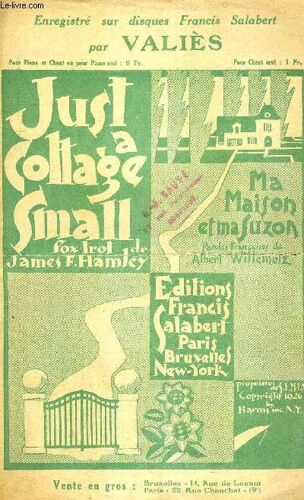 Enregistré sur disques Francis Salabert
par VALIÈS
Pour Piano et Chant ou pour Piano seul : 6 Fr.
Pour Chant seul : 1 Fr.
Just
a
Cottage
Small
Fox Trot de
James F. Hanley
Ma
Maison
et ma Suzon
Paroles Françaises de
Albert Willemetz
Editions
Francis
Salabert
Paris
Bruxelles
New-York
propriétés de
Copyright 1926
by
Harms inc. N.Y.
Vente en gros :
Bruxelles - 14, Rue de Loxum
Paris - 22, Rue Chauchat - (9e)